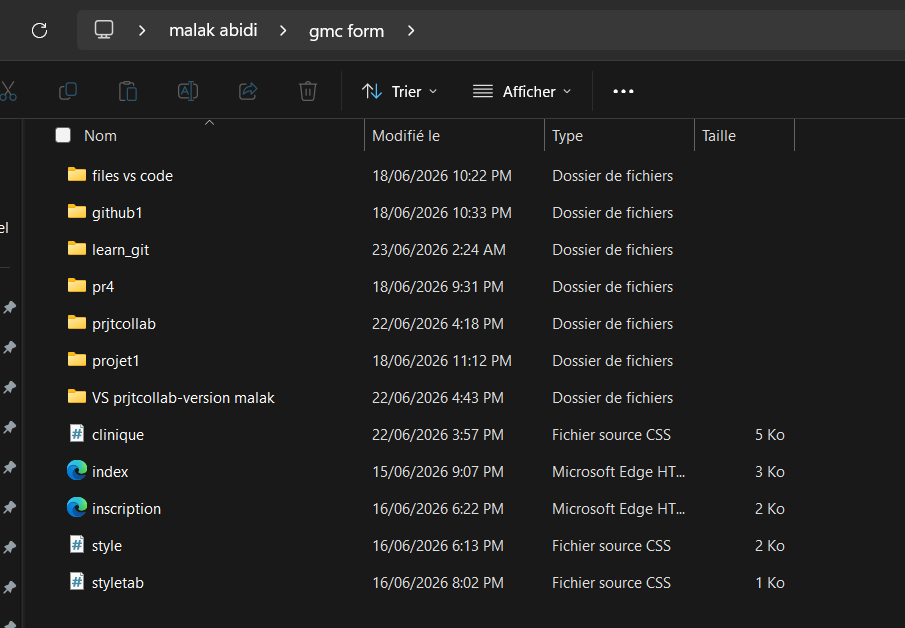 malak abidi > gmc form >
Trier Afficher •••
Nom Modifié le Type Taille
files vs code 18/06/2026 10:22 PM Dossier de fichiers
github1 18/06/2026 10:33 PM Dossier de fichiers
el
learn_git 23/06/2026 2:24 AM Dossier de fichiers
pr4 18/06/2026 9:31 PM Dossier de fichiers
prjtcollab 22/06/2026 4:18 PM Dossier de fichiers
projet1 18/06/2026 11:12 PM Dossier de fichiers
VS prjtcollab-version malak 22/06/2026 4:43 PM Dossier de fichiers
clinique 22/06/2026 3:57 PM Fichier source CSS 5 Ko
index 15/06/2026 9:07 PM Microsoft Edge HT... 3 Ko
inscription 16/06/2026 6:22 PM Microsoft Edge HT... 2 Ko
style 16/06/2026 6:13 PM Fichier source CSS 2 Ko
styletab 16/06/2026 8:02 PM Fichier source CSS 1 Ko